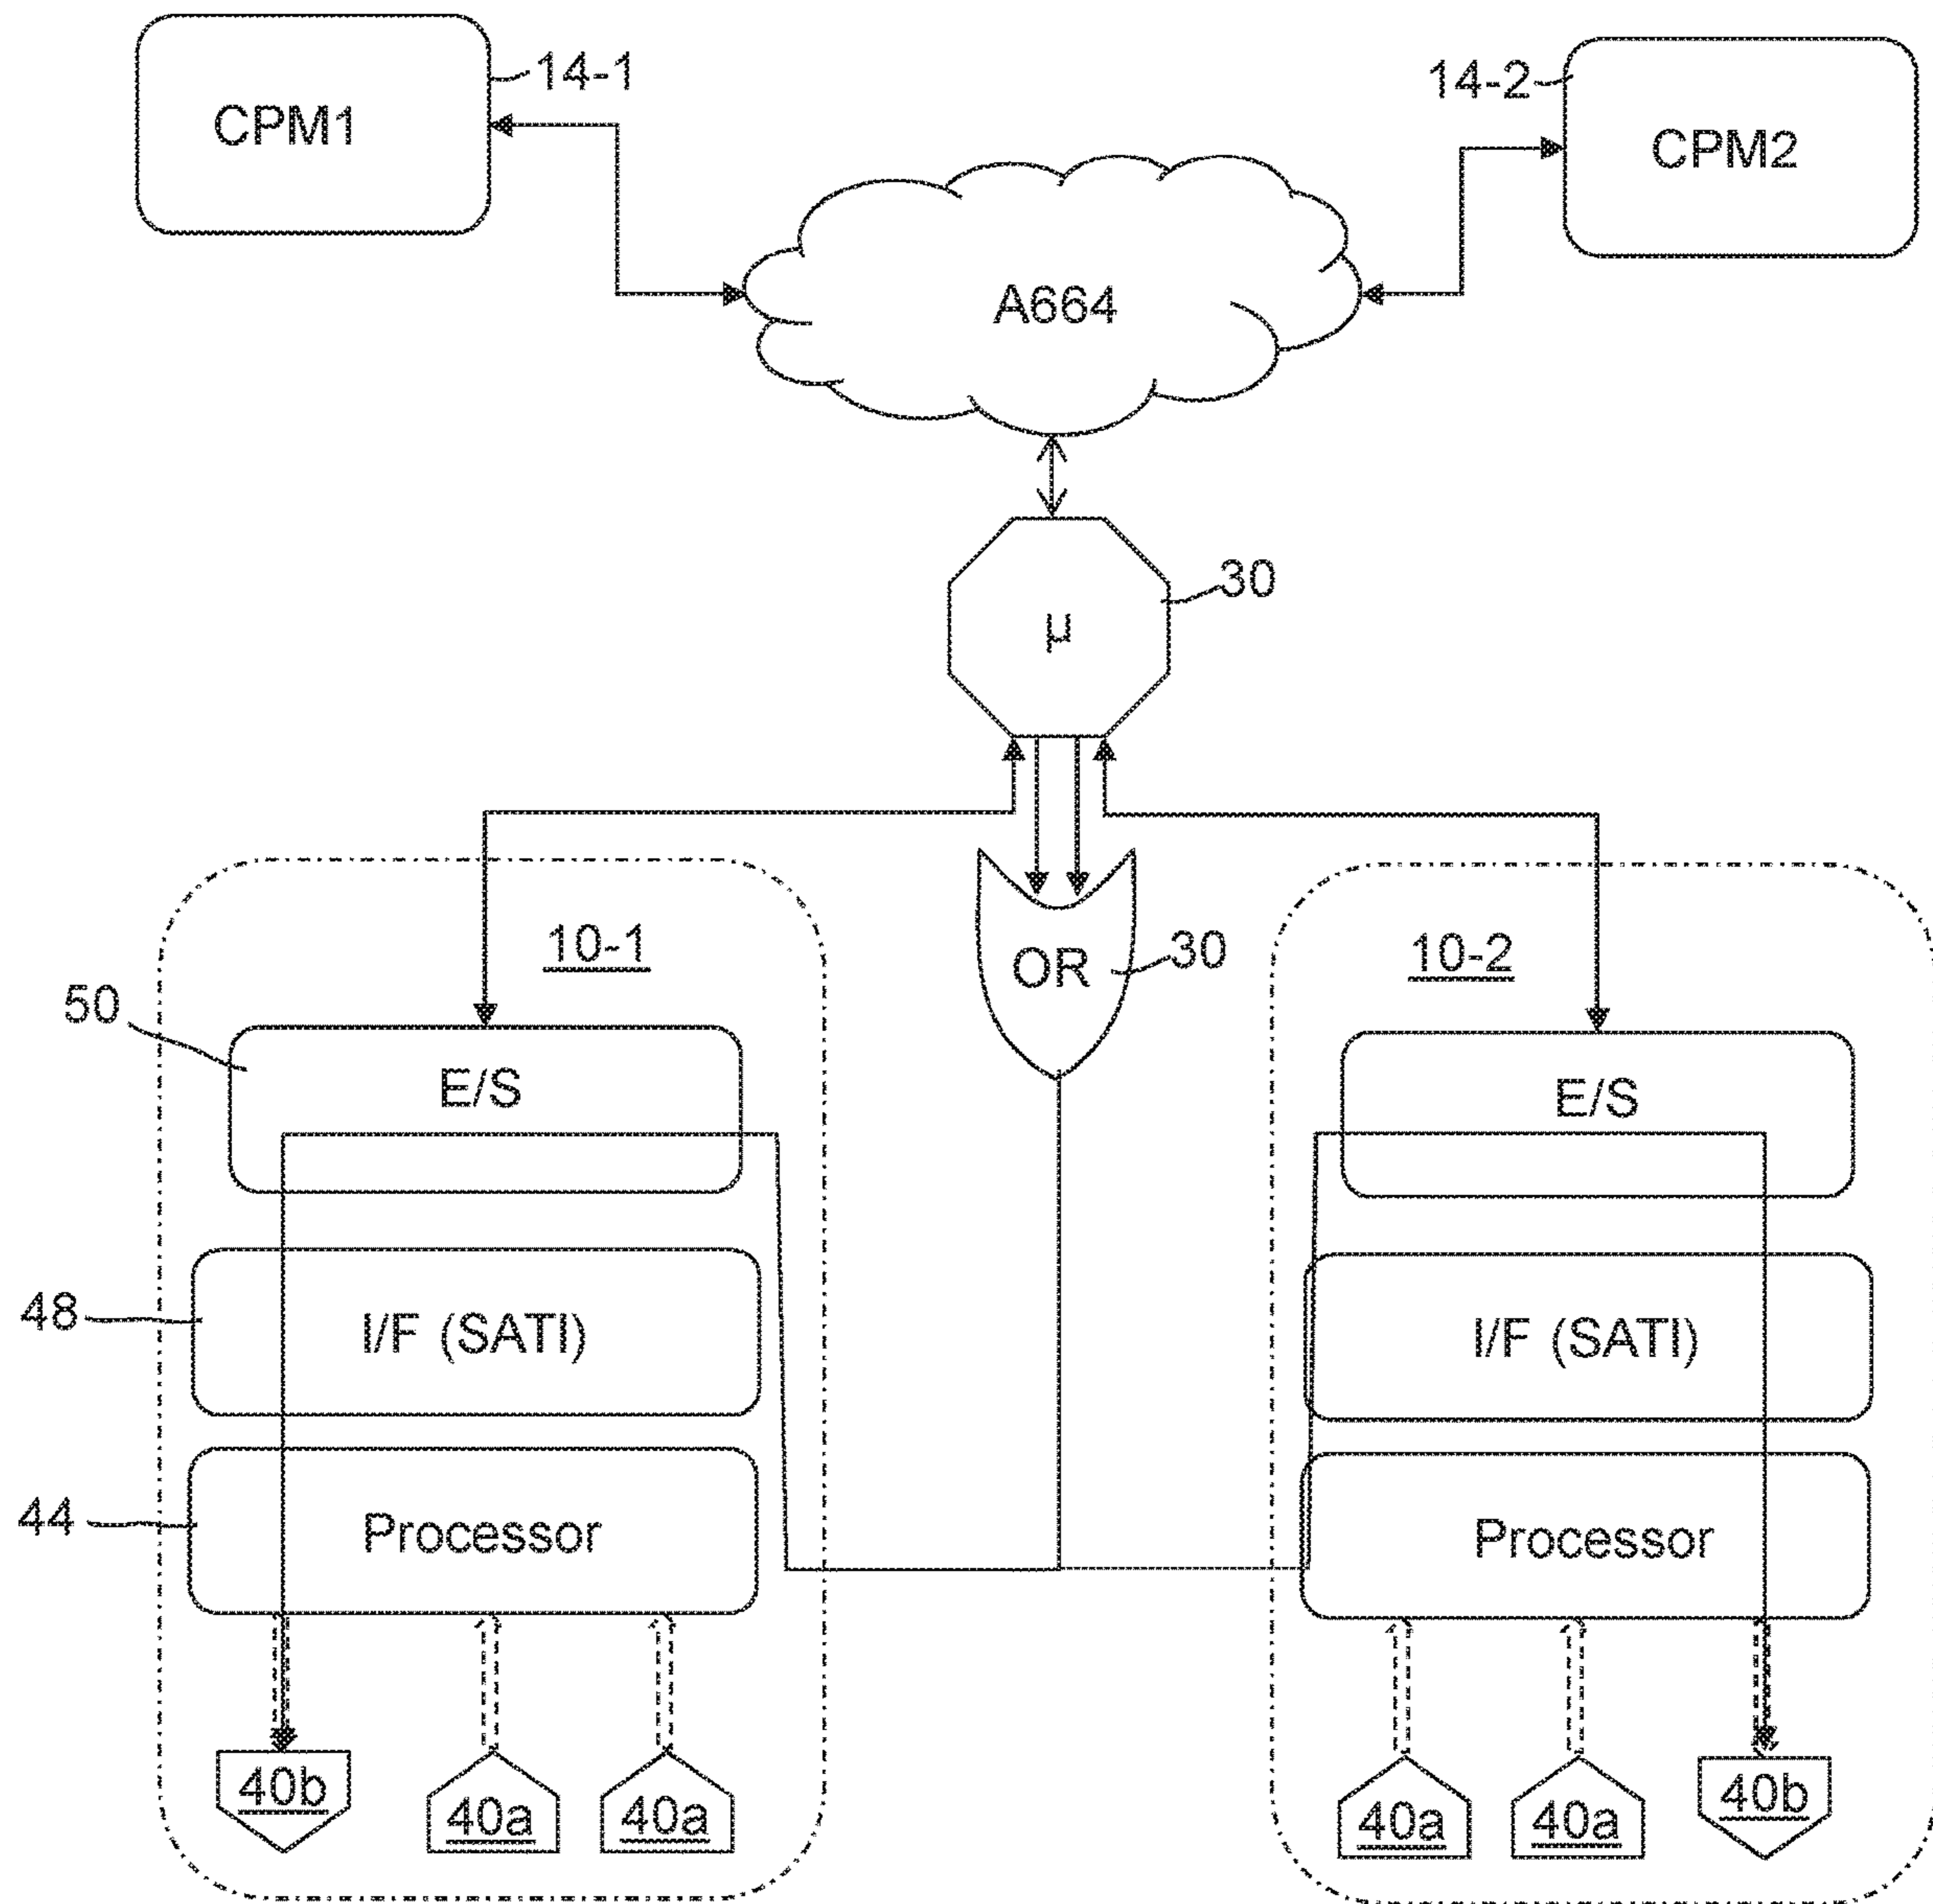 CPM1
14-1
14-2
CPM2
A664
µ
30
10-1
OR
30
10-2
50
E/S
E/S
48
I/F (SATI)
I/F (SATI)
44
Processor
Processor
40b
40a
40a
40a
40a
40b